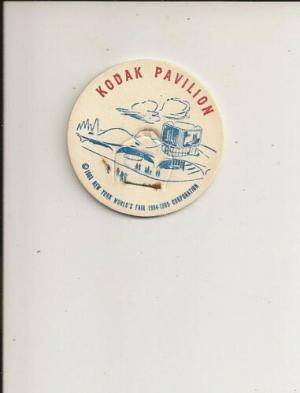 KODAK PAVILION
© 1961 NEW YORK WORLD'S FAIR 1964-1965 CORPORATION